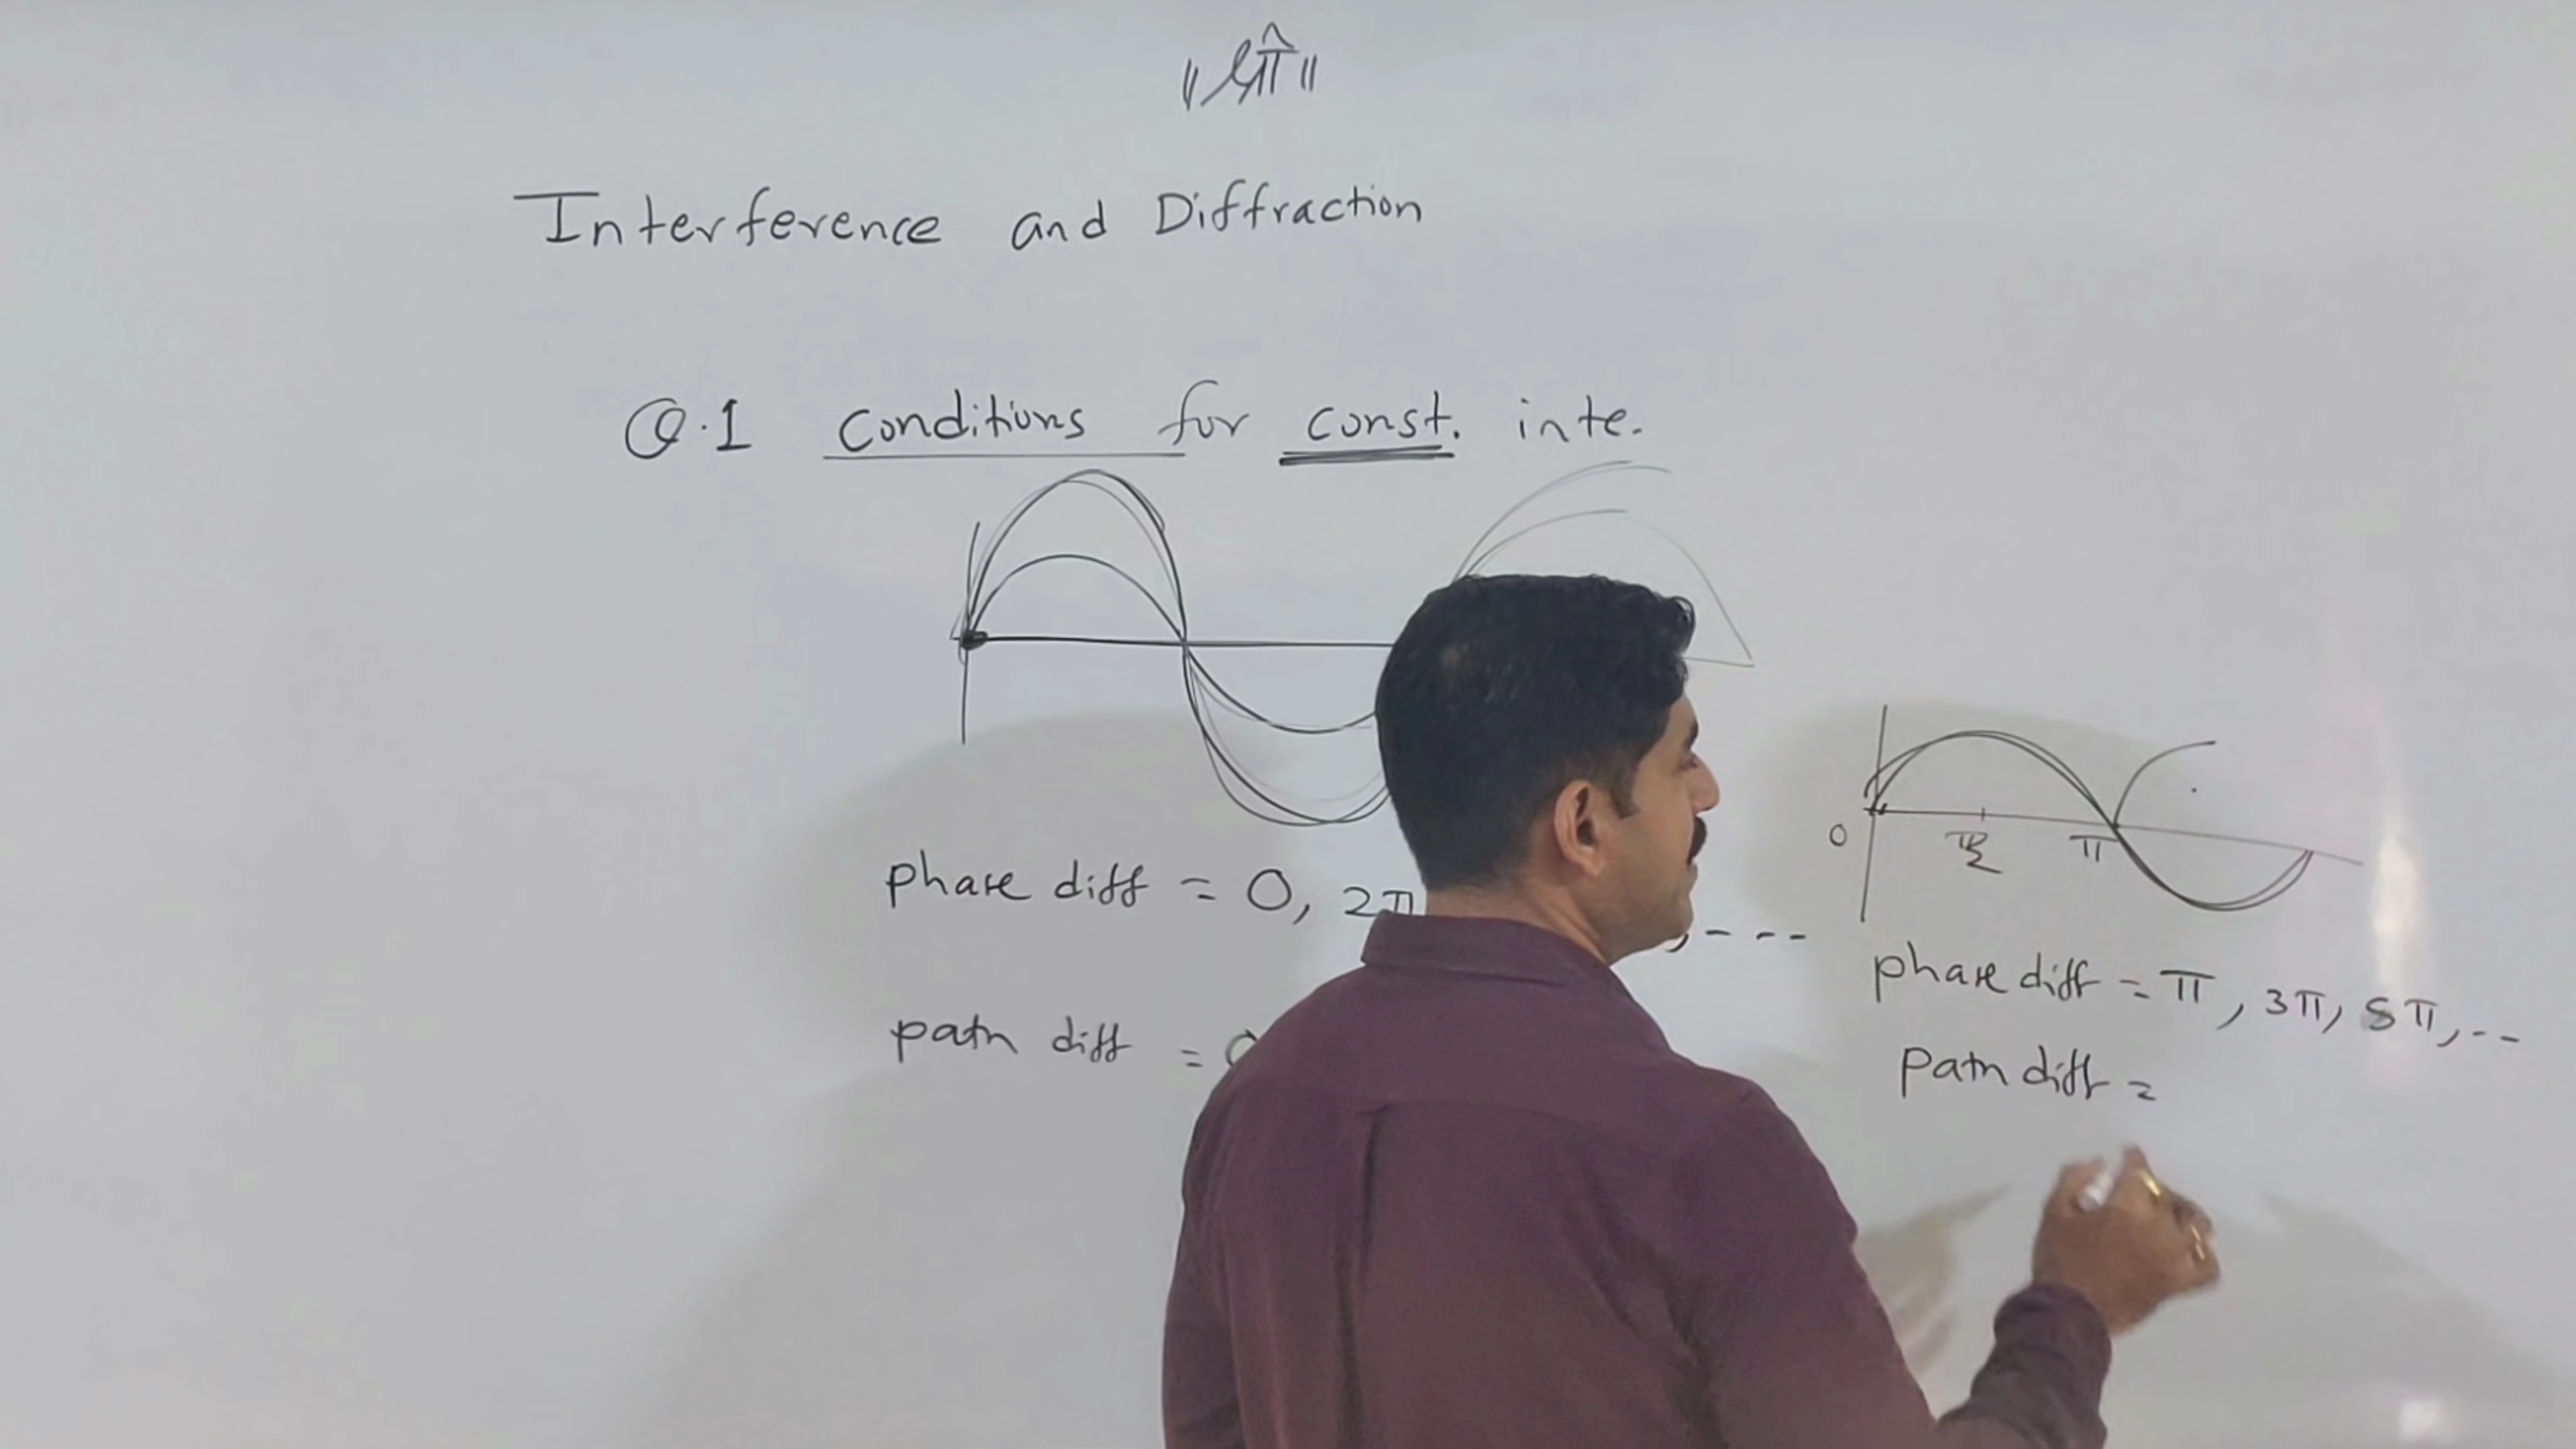 ॥ श्री ॥
Interference and Diffraction
Q.1 Conditions for const. inte.
phase diff = 0, 2π , ---
path diff = 0
0 π/2 π
phase diff = π, 3π, 5π, --
path diff =